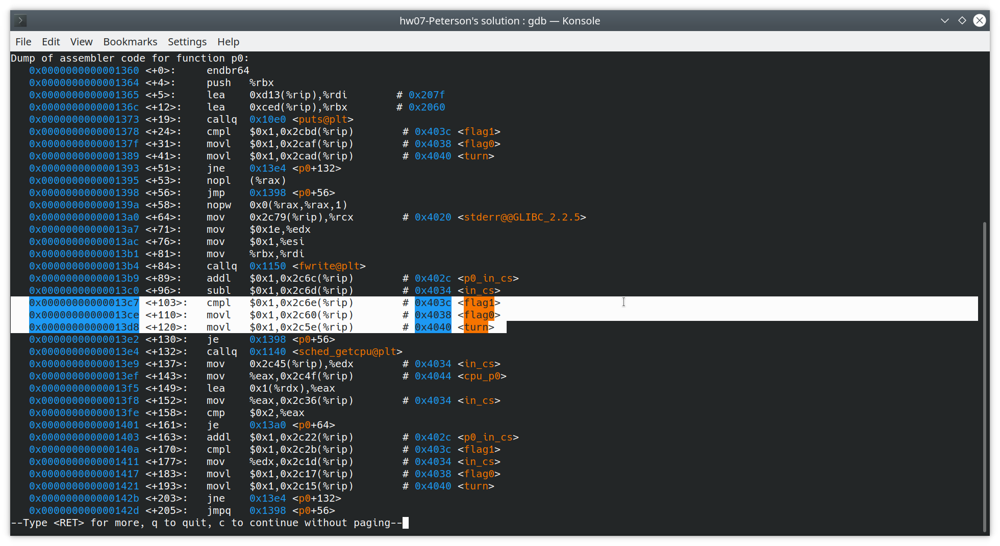 hw07-Peterson's solution : gdb — Konsole
File Edit View Bookmarks Settings Help
Dump of assembler code for function p0:
   0x0000000000001360 <+0>:     endbr64
   0x0000000000001364 <+4>:     push   %rbx
   0x0000000000001365 <+5>:     lea    0xd13(%rip),%rdi        # 0x207f
   0x000000000000136c <+12>:    lea    0xced(%rip),%rbx        # 0x2060
   0x0000000000001373 <+19>:    callq  0x10e0 <puts@plt>
   0x0000000000001378 <+24>:    cmpl   $0x1,0x2cbd(%rip)        # 0x403c <flag1>
   0x000000000000137f <+31>:    movl   $0x1,0x2caf(%rip)        # 0x4038 <flag0>
   0x0000000000001389 <+41>:    movl   $0x1,0x2cad(%rip)        # 0x4040 <turn>
   0x0000000000001393 <+51>:    jne    0x13e4 <p0+132>
   0x0000000000001395 <+53>:    nopl   (%rax)
   0x0000000000001398 <+56>:    jmp    0x1398 <p0+56>
   0x000000000000139a <+58>:    nopw   0x0(%rax,%rax,1)
   0x00000000000013a0 <+64>:    mov    0x2c79(%rip),%rcx        # 0x4020 <stderr@@GLIBC_2.2.5>
   0x00000000000013a7 <+71>:    mov    $0x1e,%edx
   0x00000000000013ac <+76>:    mov    $0x1,%esi
   0x00000000000013b1 <+81>:    mov    %rbx,%rdi
   0x00000000000013b4 <+84>:    callq  0x1150 <fwrite@plt>
   0x00000000000013b9 <+89>:    addl   $0x1,0x2c6c(%rip)        # 0x402c <p0_in_cs>
   0x00000000000013c0 <+96>:    subl   $0x1,0x2c6d(%rip)        # 0x4034 <in_cs>
   0x00000000000013c7 <+103>:   cmpl   $0x1,0x2c6e(%rip)        # 0x403c <flag1>
   0x00000000000013ce <+110>:   movl   $0x1,0x2c60(%rip)        # 0x4038 <flag0>
   0x00000000000013d8 <+120>:   movl   $0x1,0x2c5e(%rip)        # 0x4040 <turn>
   0x00000000000013e2 <+130>:   je     0x1398 <p0+56>
   0x00000000000013e4 <+132>:   callq  0x1140 <sched_getcpu@plt>
   0x00000000000013e9 <+137>:   mov    0x2c45(%rip),%edx        # 0x4034 <in_cs>
   0x00000000000013ef <+143>:   mov    %eax,0x2c4f(%rip)        # 0x4044 <cpu_p0>
   0x00000000000013f5 <+149>:   lea    0x1(%rdx),%eax
   0x00000000000013f8 <+152>:   mov    %eax,0x2c36(%rip)        # 0x4034 <in_cs>
   0x00000000000013fe <+158>:   cmp    $0x2,%eax
   0x0000000000001401 <+161>:   je     0x13a0 <p0+64>
   0x0000000000001403 <+163>:   addl   $0x1,0x2c22(%rip)        # 0x402c <p0_in_cs>
   0x000000000000140a <+170>:   cmpl   $0x1,0x2c2b(%rip)        # 0x403c <flag1>
   0x0000000000001411 <+177>:   mov    %edx,0x2c1d(%rip)        # 0x4034 <in_cs>
   0x0000000000001417 <+183>:   movl   $0x1,0x2c17(%rip)        # 0x4038 <flag0>
   0x0000000000001421 <+193>:   movl   $0x1,0x2c15(%rip)        # 0x4040 <turn>
   0x000000000000142b <+203>:   jne    0x13e4 <p0+132>
   0x000000000000142d <+205>:   jmpq   0x1398 <p0+56>
--Type <RET> for more, q to quit, c to continue without paging--